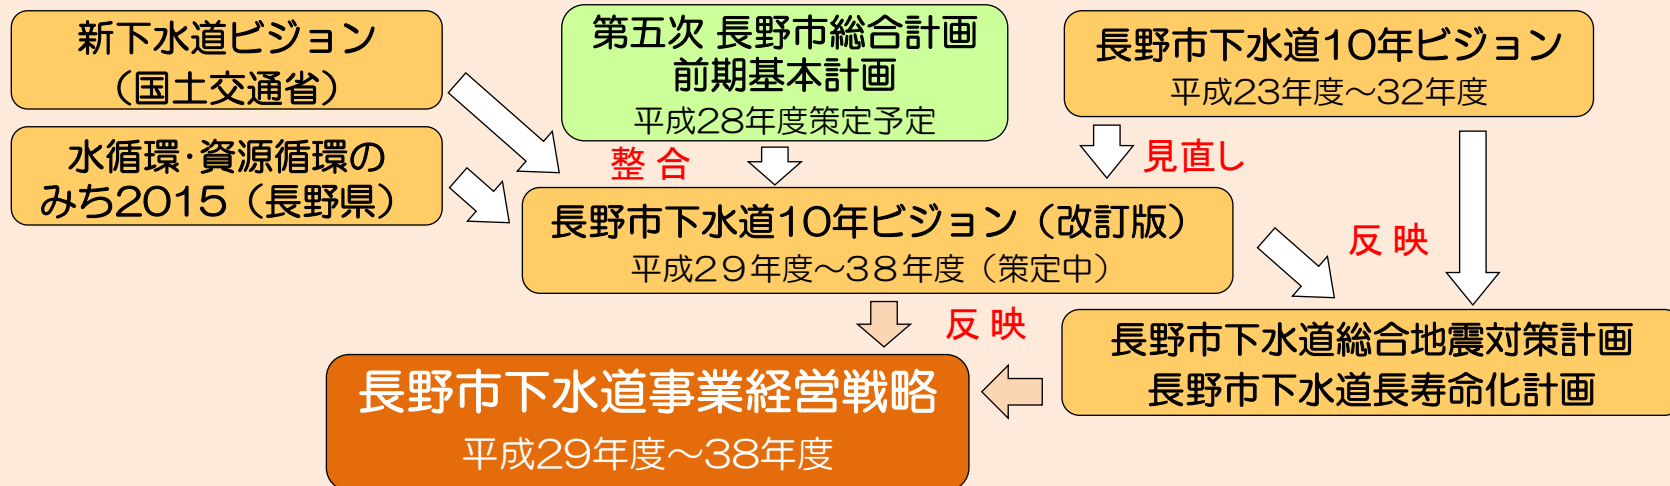 新下水道ビジョン
（国土交通省）
水循環･資源循環の
みち2015（長野県）
第五次 長野市総合計画
前期基本計画
平成28年度策定予定
長野市下水道10年ビジョン
平成23年度～32年度
整 合
見直し
長野市下水道10年ビジョン（改訂版）
平成29年度～38年度（策定中）
反 映
反 映
長野市下水道総合地震対策計画
長野市下水道長寿命化計画
長野市下水道事業経営戦略
平成29年度～38年度